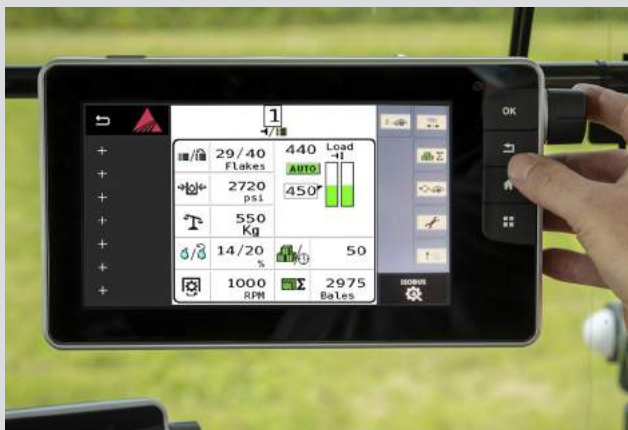 1
29/40
Flakes
440
Load
AUTO
2720
psi
450
550
Kg
14/20
%
50
1000
RPM
Σ
2975
Bales
Σ
ISOBUS
OK